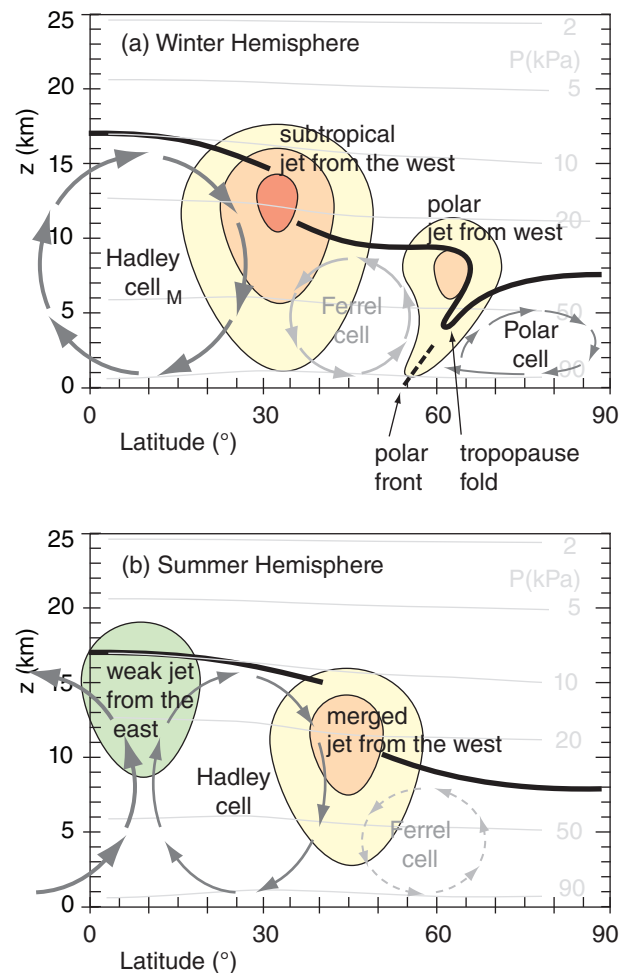 (a) Winter Hemisphere
2
P(kPa)
5
10
20
50
90
25
20
15
10
5
0
z (km)
subtropical
jet from the west
polar
jet from west
Hadley
cell M
Ferrel
cell
Polar
cell
0
30
60
90
Latitude (°)
polar
front
tropopause
fold
(b) Summer Hemisphere
2
P(kPa)
5
10
20
50
90
25
20
15
10
5
0
z (km)
weak jet
from the
east
merged
jet from the west
Hadley
cell
Ferrel
cell
0
30
60
90
Latitude (°)